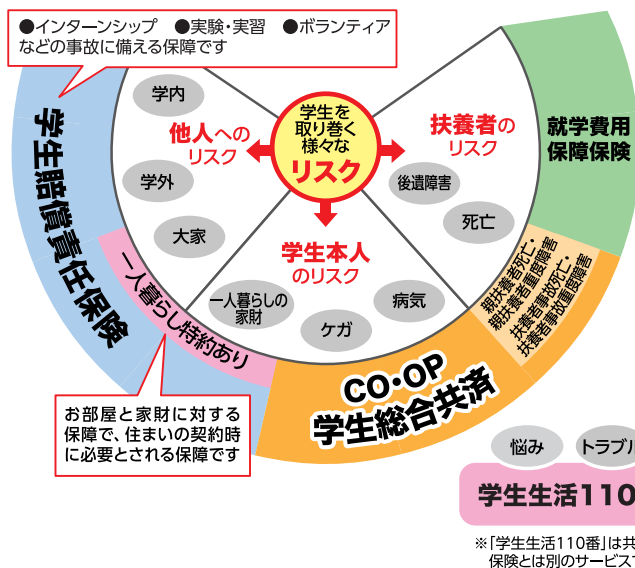 ●インターンシップ ●実験・実習 ●ボランティア
などの事故に備える保障です
学生を
取り巻く
様々な
リスク
他人への
リスク
学内
学外
大家
扶養者の
リスク
後遺障害
死亡
学生本人
のリスク
一人暮らしの
家財
ケガ
病気
学生賠償責任保険
一人暮らし特約あり
就学費用
保障保険
親扶養者死亡・
親扶養者重度障害
扶養者事故死亡・
扶養者事故重度障害
CO・OP
学生総合共済
お部屋と家財に対する
保障で、住まいの契約時
に必要とされる保障です
悩み
トラブル
学生生活110
※「学生生活110番」は共
保険とは別のサービスで